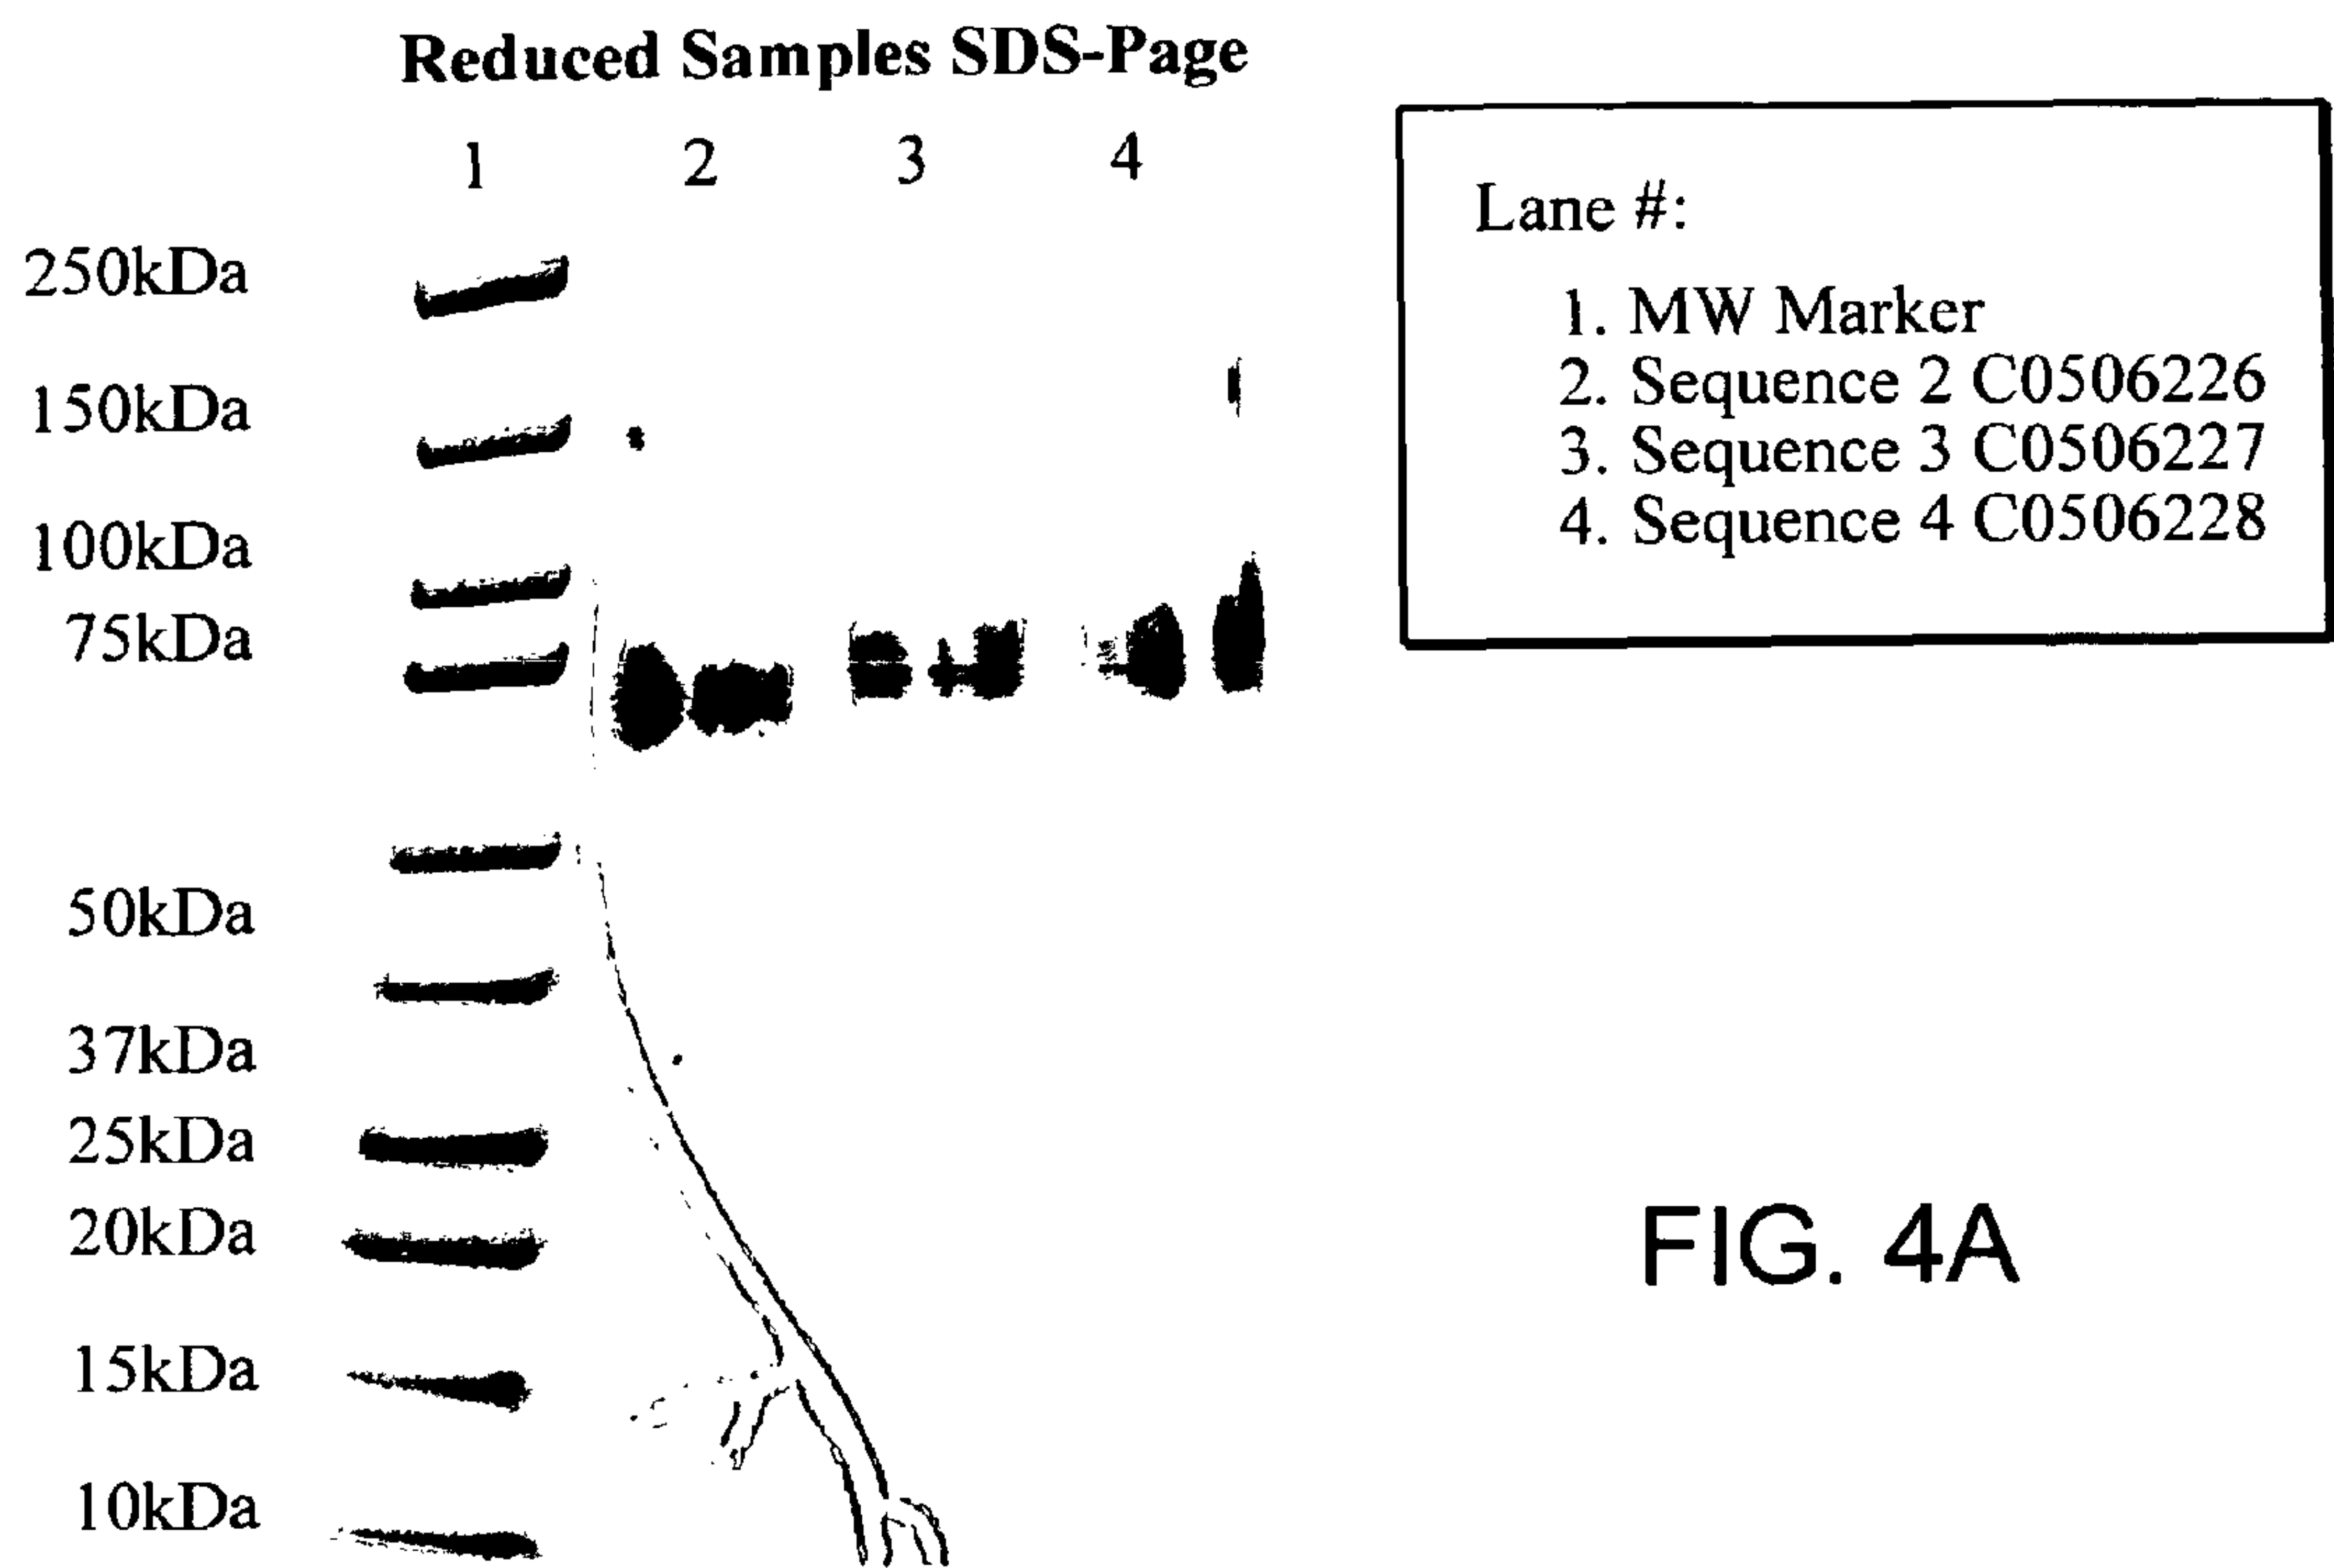 Reduced Samples SDS-Page
1 2 3 4
250kDa
150kDa
100kDa
75kDa
50kDa
37kDa
25kDa
20kDa
15kDa
10kDa
Lane #:
1. MW Marker
2. Sequence 2 C0506226
3. Sequence 3 C0506227
4. Sequence 4 C0506228
FIG. 4A